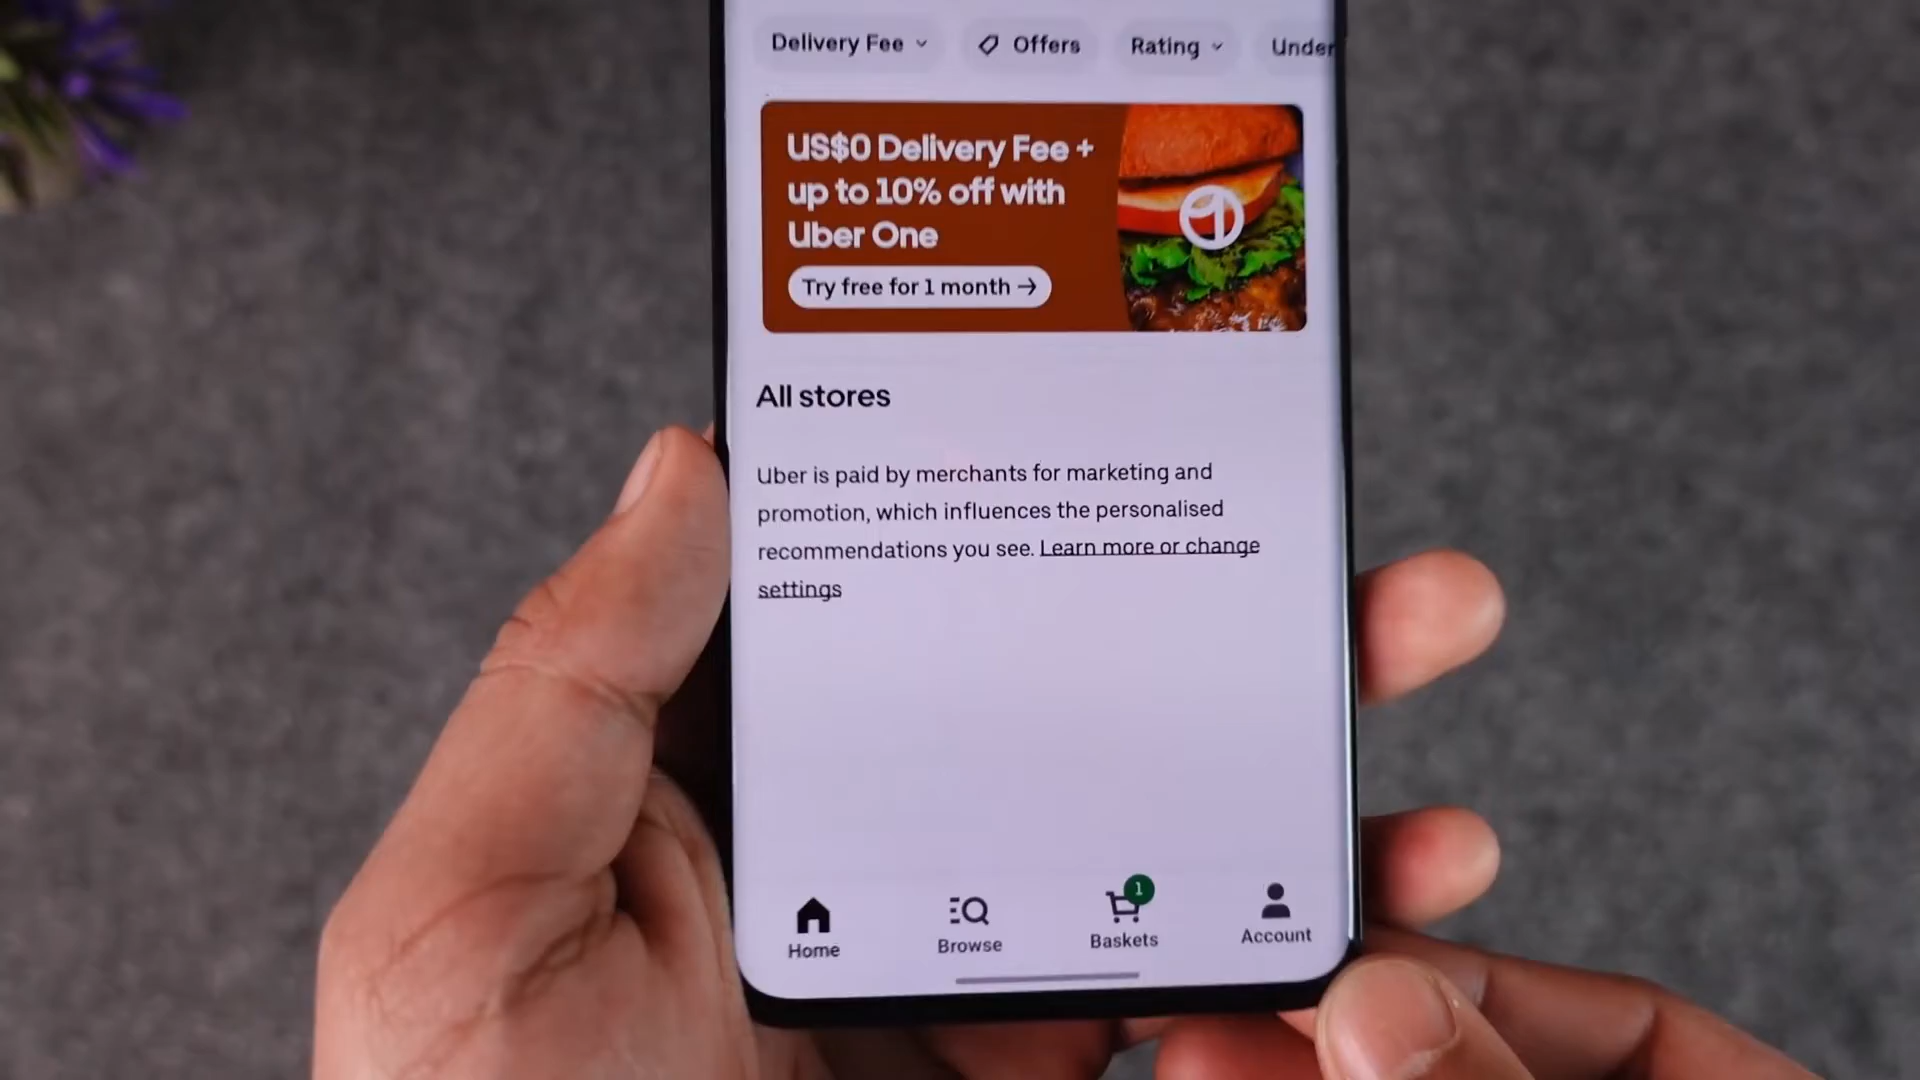 Delivery Fee
Offers
Rating
Under
US$0 Delivery Fee +
up to 10% off with
Uber One
Try free for 1 month →
All stores
Uber is paid by merchants for marketing and
promotion, which influences the personalised
recommendations you see. Learn more or change
settings
1
Home
Browse
Baskets
Account